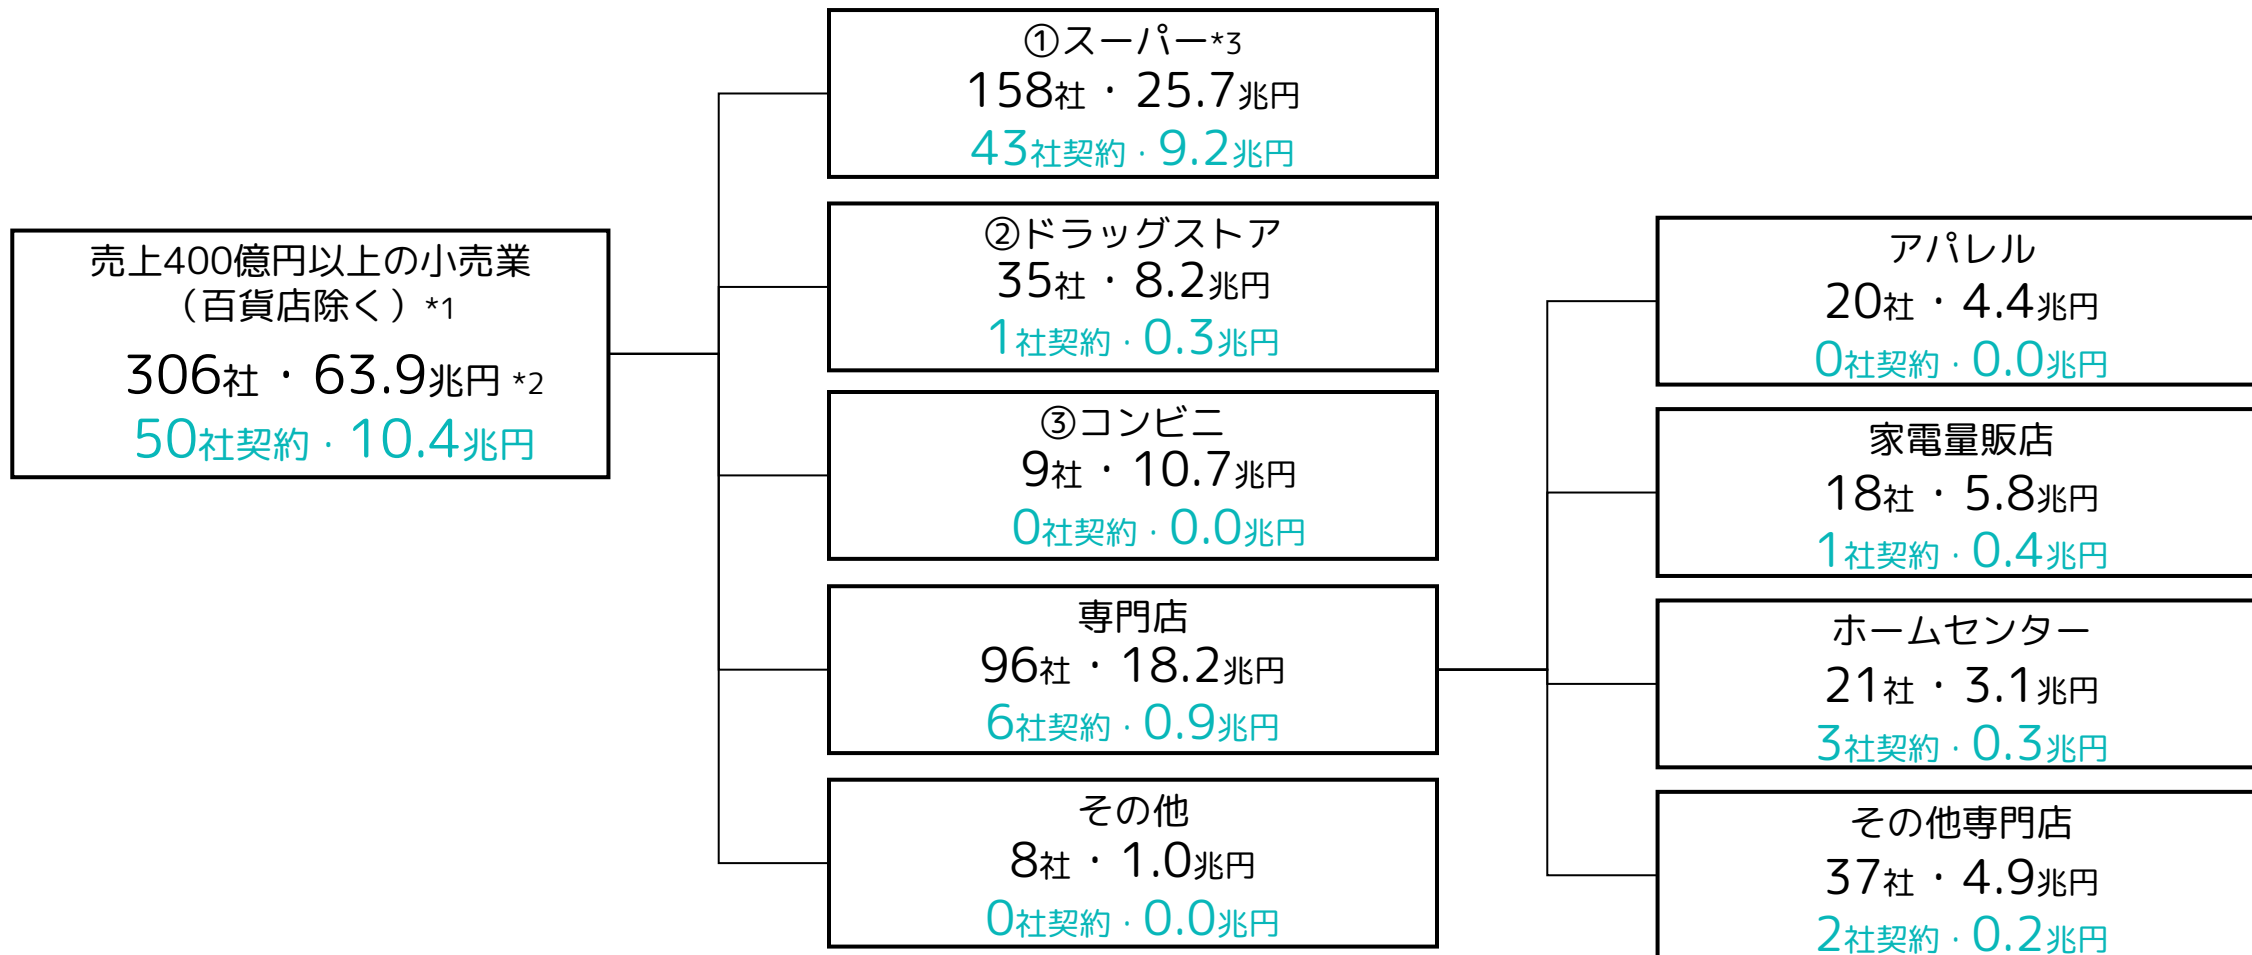 売上400億円以上の小売業
（百貨店除く）*1
306社・63.9兆円 *2
50社契約・10.4兆円
①スーパー*3
158社・25.7兆円
43社契約・9.2兆円
②ドラッグストア
35社・8.2兆円
1社契約・0.3兆円
③コンビニ
9社・10.7兆円
0社契約・0.0兆円
専門店
96社・18.2兆円
6社契約・0.9兆円
その他
8社・1.0兆円
0社契約・0.0兆円
アパレル
20社・4.4兆円
0社契約・0.0兆円
家電量販店
18社・5.8兆円
1社契約・0.4兆円
ホームセンター
21社・3.1兆円
3社契約・0.3兆円
その他専門店
37社・4.9兆円
2社契約・0.2兆円